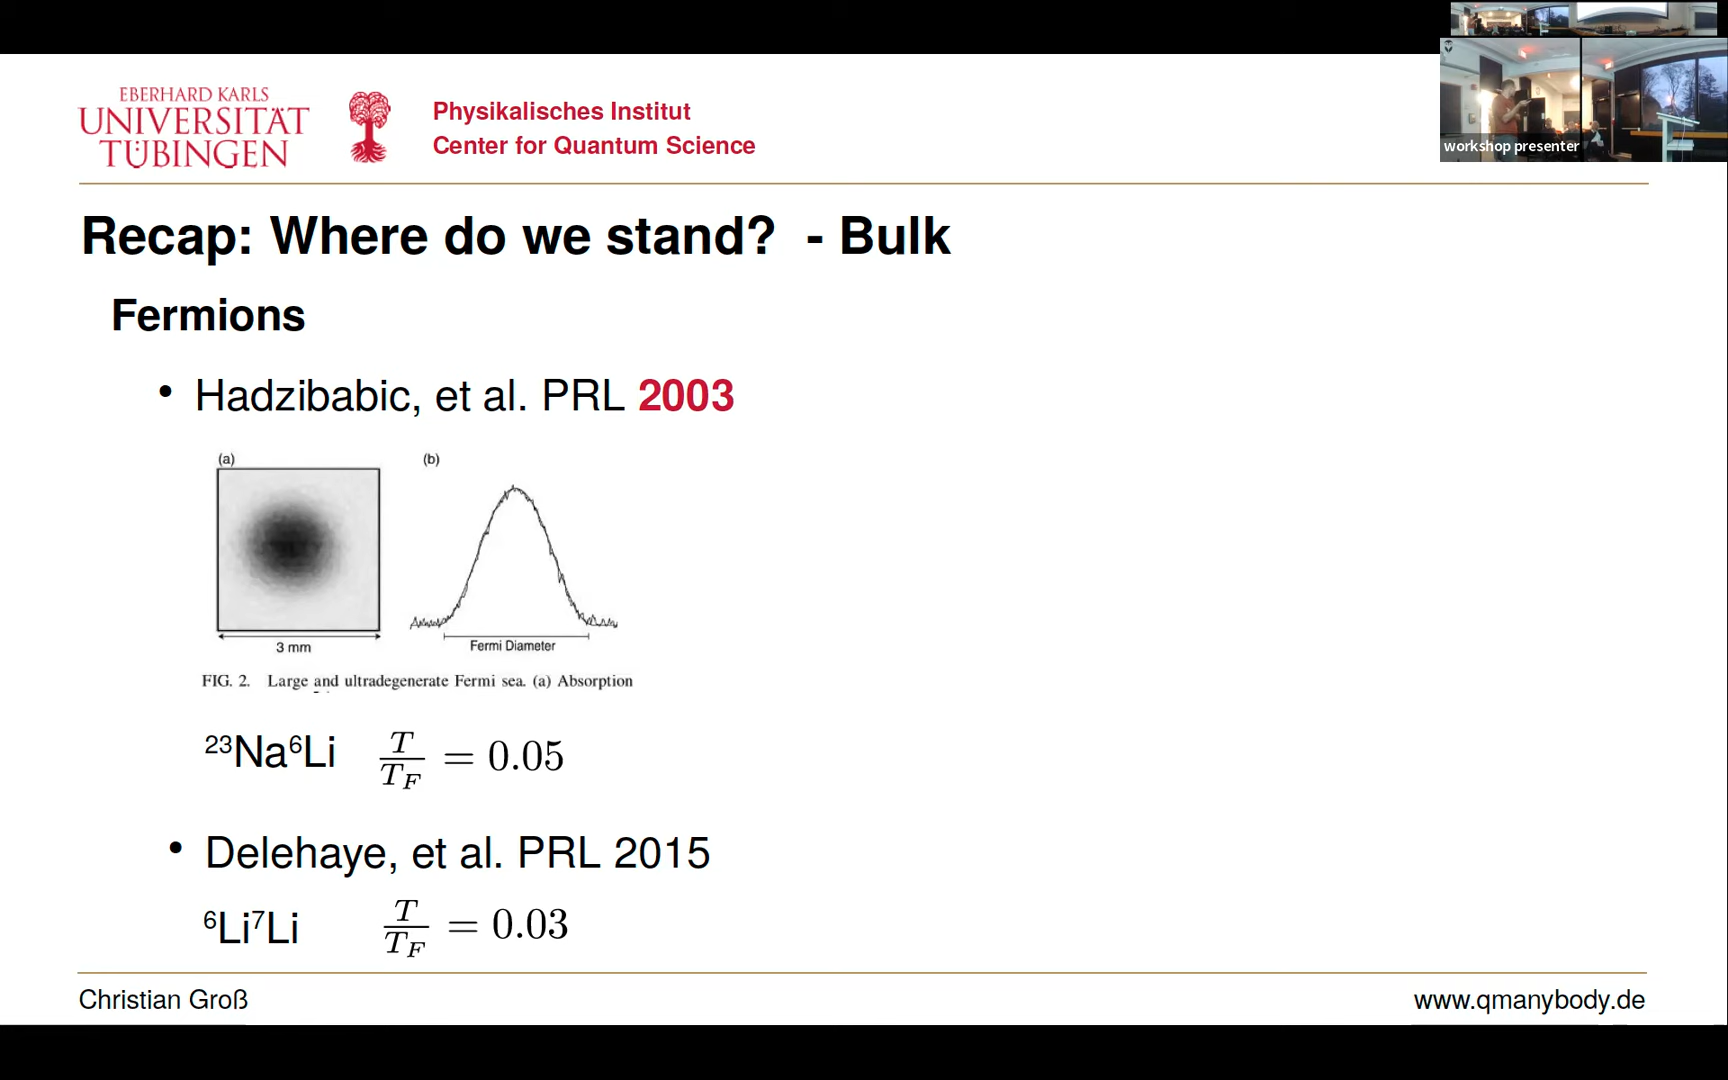 EBERHARD KARLS
UNIVERSITÄT
TÜBINGEN
Physikalisches Institut
Center for Quantum Science
workshop presenter
Recap: Where do we stand?  - Bulk
Fermions
• Hadzibabic, et al. PRL 2003
(a)
(b)
3 mm
Fermi Diameter
FIG. 2. Large and ultradegenerate Fermi sea. (a) Absorption
²³Na⁶Li T/T_F = 0.05
• Delehaye, et al. PRL 2015
⁶Li⁷Li T/T_F = 0.03
Christian Groß
www.qmanybody.de